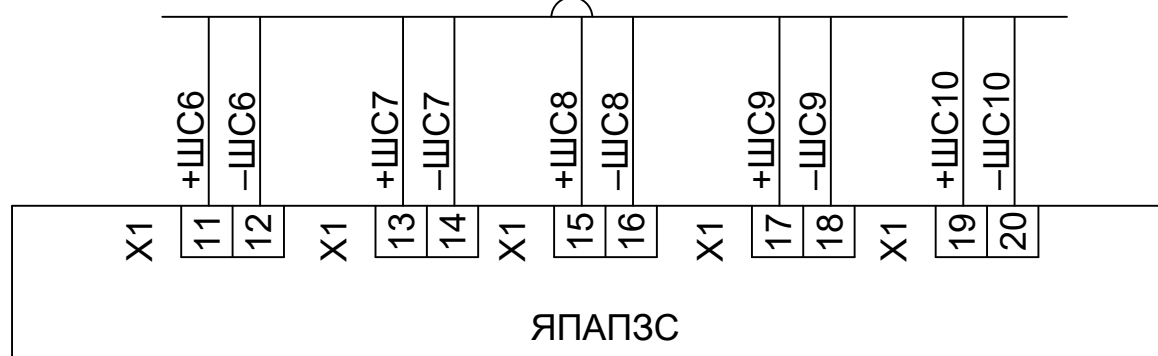 +ШС6 –ШС6 +ШС7 –ШС7 +ШС8 –ШС8 +ШС9 –ШС9 +ШС10 –ШС10
X1 11 12 X1 13 14 X1 15 16 X1 17 18 X1 19 20
ЯПАПЗС